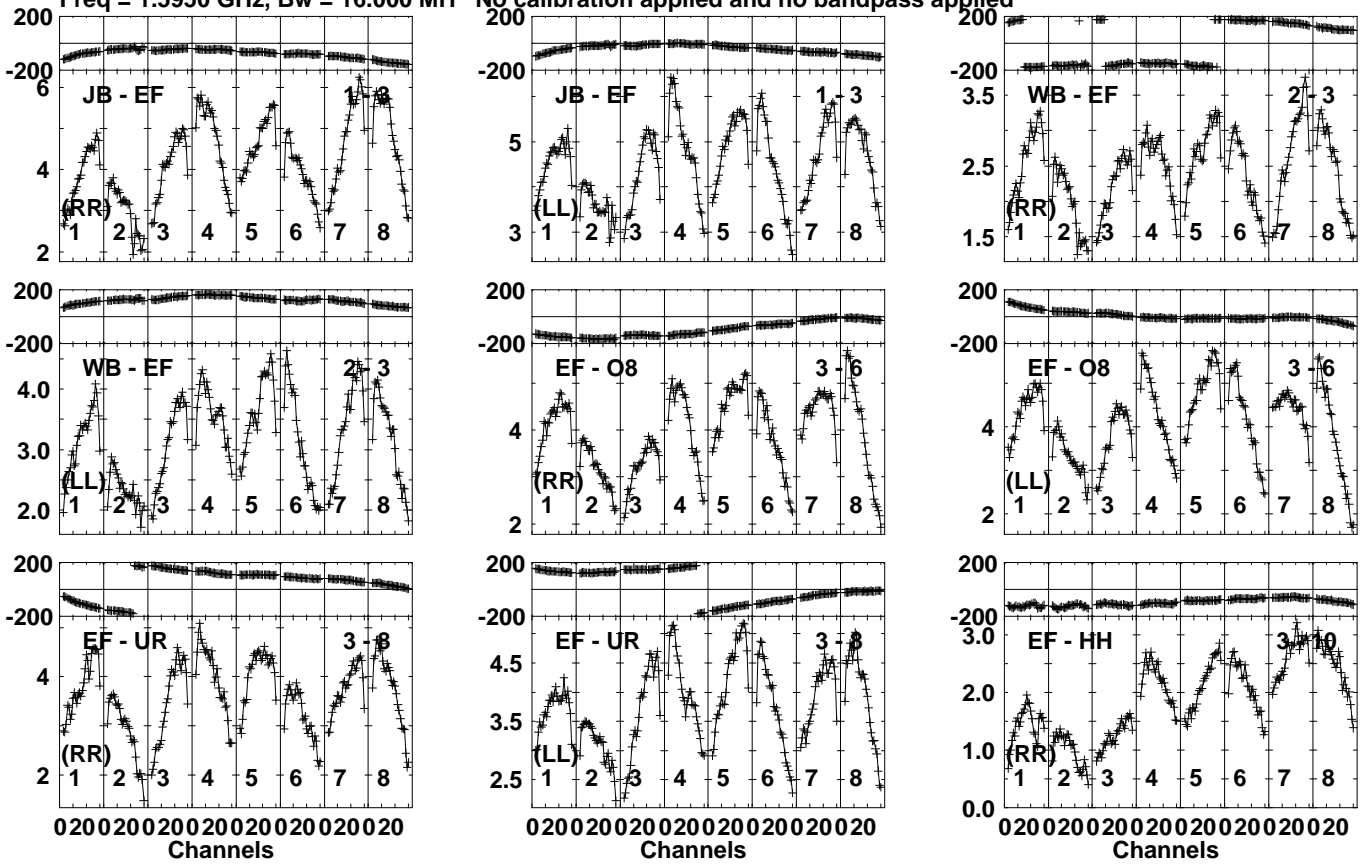 Freq = 1.5950 GHz, Bw = 16.000 MH No calibration applied and no bandpass applied
200 200 200
-200 -200 -200
6 3.5
JB - EF 1 - 3 JB - EF 1 - 3 WB - EF 2 - 3
5
4 2.5
(RR) (LL) (RR)
1 2 3 4 5 6 7 8 1 2 3 4 5 6 7 8 1 2 3 4 5 6 7 8
2 3 1.5
200 200 200
-200 -200 -200
WB - EF 2 - 3 EF - O8 3 - 6 EF - O8 3 - 6
4.0
4 4
3.0
(LL) (RR) (LL)
1 2 3 4 5 6 7 8 1 2 3 4 5 6 7 8 1 2 3 4 5 6 7 8
2.0 2 2
200 200 200
-200 -200 -200
EF - UR 3 - 8 EF - UR 3 - 8 EF - HH 3 - 10
3.0
4 4.5
2.0
3.5
(RR) (LL) (RR)
1.0
1 2 3 4 5 6 7 8 1 2 3 4 5 6 7 8 1 2 3 4 5 6 7 8
2 2.5
0.0
0 20 0 20 0 20 0 20 0 20 0 20 0 20 0 20 0 20 0 20 0 20 0 20 0 20 0 20 0 20 0 20 0 20 0 20 0 20 0 20 0 20 0 20 0 20 0 20
Channels Channels Channels